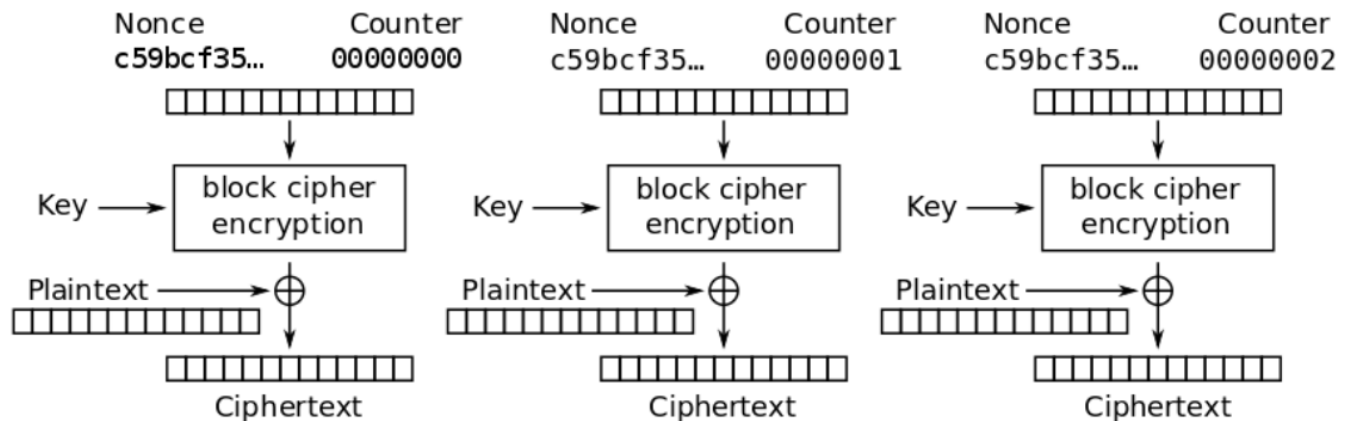 Nonce Counter Nonce Counter Nonce Counter
c59bcf35… 00000000 c59bcf35… 00000001 c59bcf35… 00000002
block cipher block cipher block cipher
Key Key Key
encryption encryption encryption
Plaintext Plaintext Plaintext
Ciphertext Ciphertext Ciphertext